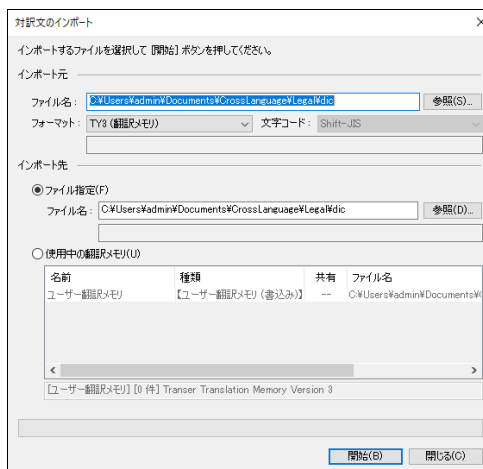 対訳文のインポート
インポートするファイルを選択して [開始] ボタンを押してください。
インポート元
ファイル名： C:¥Users¥admin¥Documents¥CrossLanguage¥Legal¥dic 参照(S)...
フォーマット： TY3 (翻訳メモリ) 文字コード： Shift-JIS
インポート先
ファイル指定(F)
ファイル名： C:¥Users¥admin¥Documents¥CrossLanguage¥Legal¥dic 参照(D)...
使用中の翻訳メモリ(U)
名前 種類 共有 ファイル名
ユーザー翻訳メモリ 【ユーザー翻訳メモリ (書込み)】 -- C:¥Users¥admin¥Documents¥
[ユーザー翻訳メモリ] [0 件] Transer Translation Memory Version 3
開始(B) 閉じる(C)